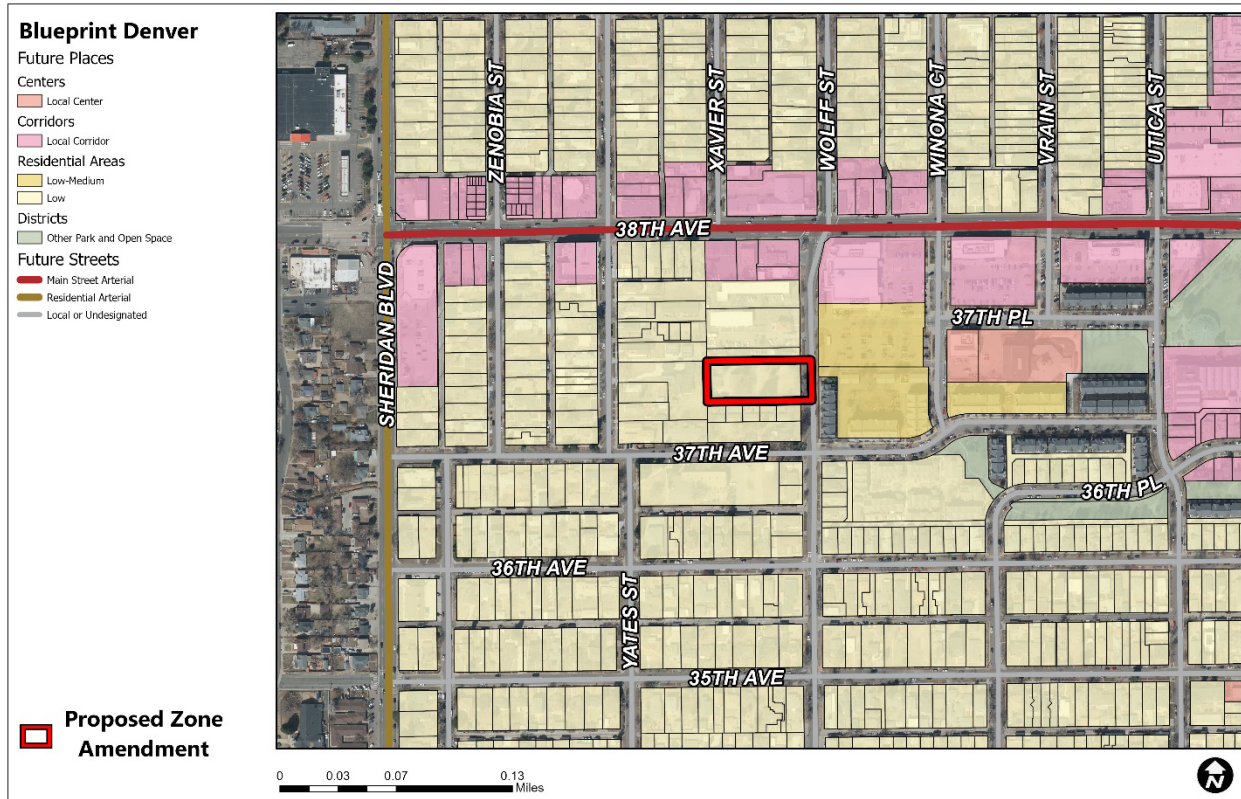 Blueprint Denver
Future Places
Centers
Local Center
Corridors
Local Corridor
Residential Areas
Low-Medium
Low
Districts
Other Park and Open Space
Future Streets
Main Street Arterial
Residential Arterial
Local or Undesignated
Proposed Zone
Amendment
ZENOBIA ST
XAVIER ST
WOLFF ST
WINONA CT
VRAIN ST
UTICA ST
38TH AVE
SHERIDAN BLVD
37TH PL
37TH AVE
36TH PL
36TH AVE
YATES ST
35TH AVE
0 0.03 0.07 0.13
Miles
N